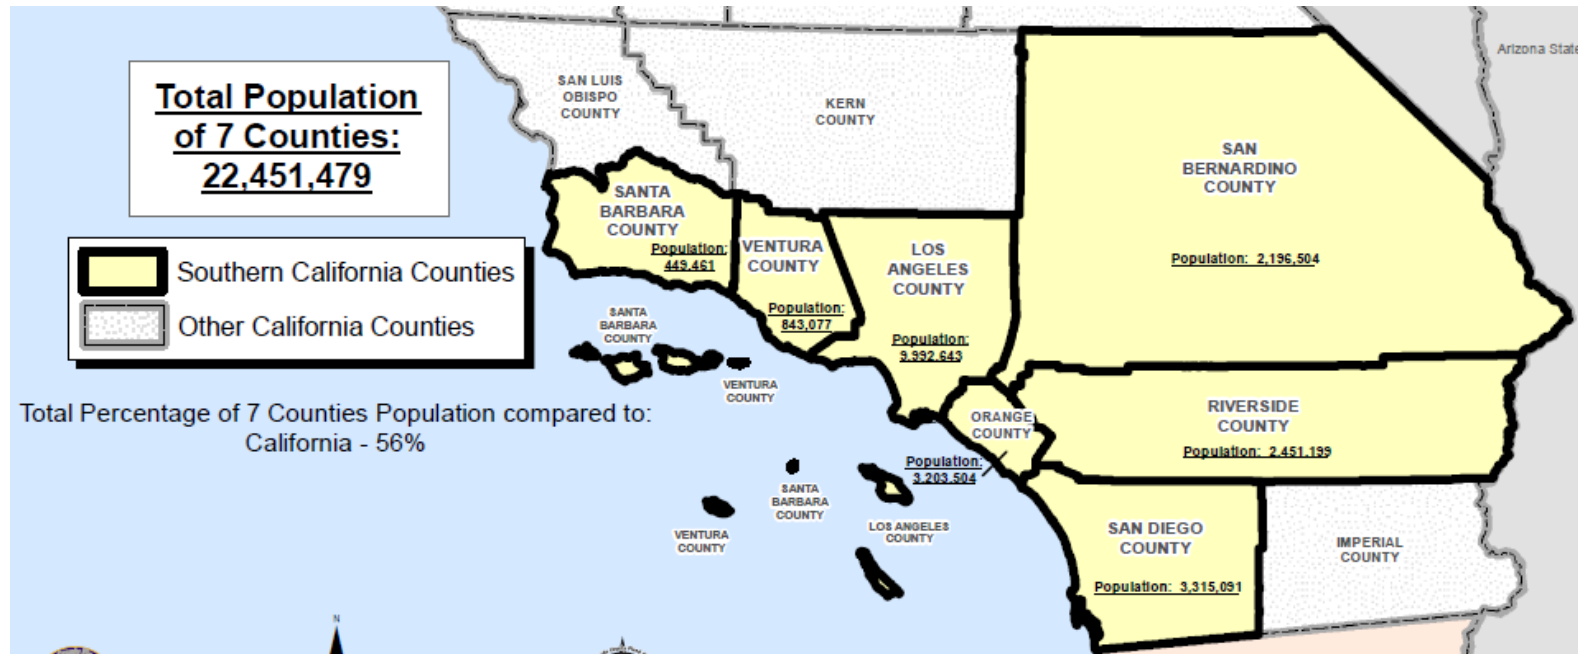 Total Population
of 7 Counties:
22,451,479
Southern California Counties
Other California Counties
Total Percentage of 7 Counties Population compared to:
California - 56%
SAN LUIS
OBISPO
COUNTY
KERN
COUNTY
Arizona State
SAN
BERNARDINO
COUNTY
Population: 2,196,504
SANTA
BARBARA
COUNTY
Population:
449,461
VENTURA
COUNTY
Population:
843,077
LOS
ANGELES
COUNTY
Population:
9,992,643
SANTA
BARBARA
COUNTY
VENTURA
COUNTY
ORANGE
COUNTY
Population:
3,203,504
RIVERSIDE
COUNTY
Population: 2,451,199
SANTA
BARBARA
COUNTY
VENTURA
COUNTY
LOS ANGELES
COUNTY
SAN DIEGO
COUNTY
Population: 3,315,091
IMPERIAL
COUNTY
N